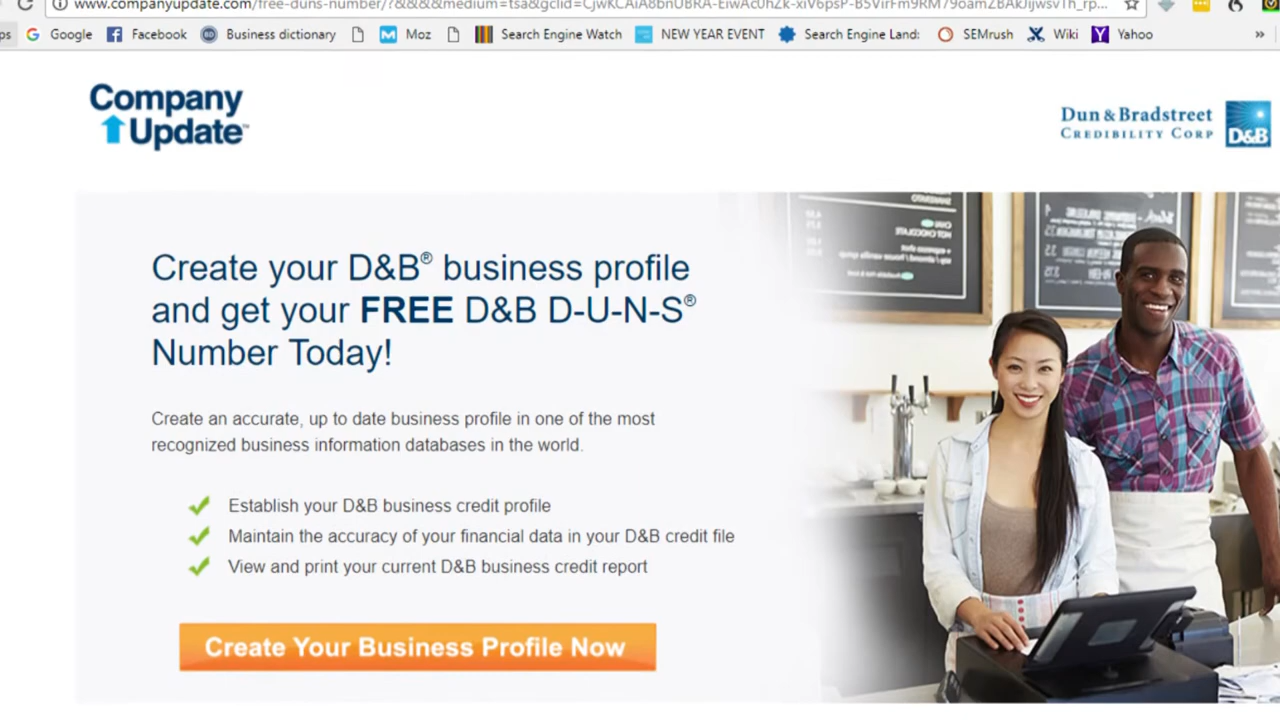 www.companyupdate.com/free-duns-number/?&&&&medium=tsa&gclid=
Google Facebook Business dictionary Moz Search Engine Watch NEW YEAR EVENT Search Engine Land: SEMrush Wiki Yahoo »
Company
Update™
Dun & Bradstreet
CREDIBILITY CORP
D&B
Create your D&B® business profile
and get your FREE D&B D-U-N-S®
Number Today!
Create an accurate, up to date business profile in one of the most
recognized business information databases in the world.
Establish your D&B business credit profile
Maintain the accuracy of your financial data in your D&B credit file
View and print your current D&B business credit report
Create Your Business Profile Now